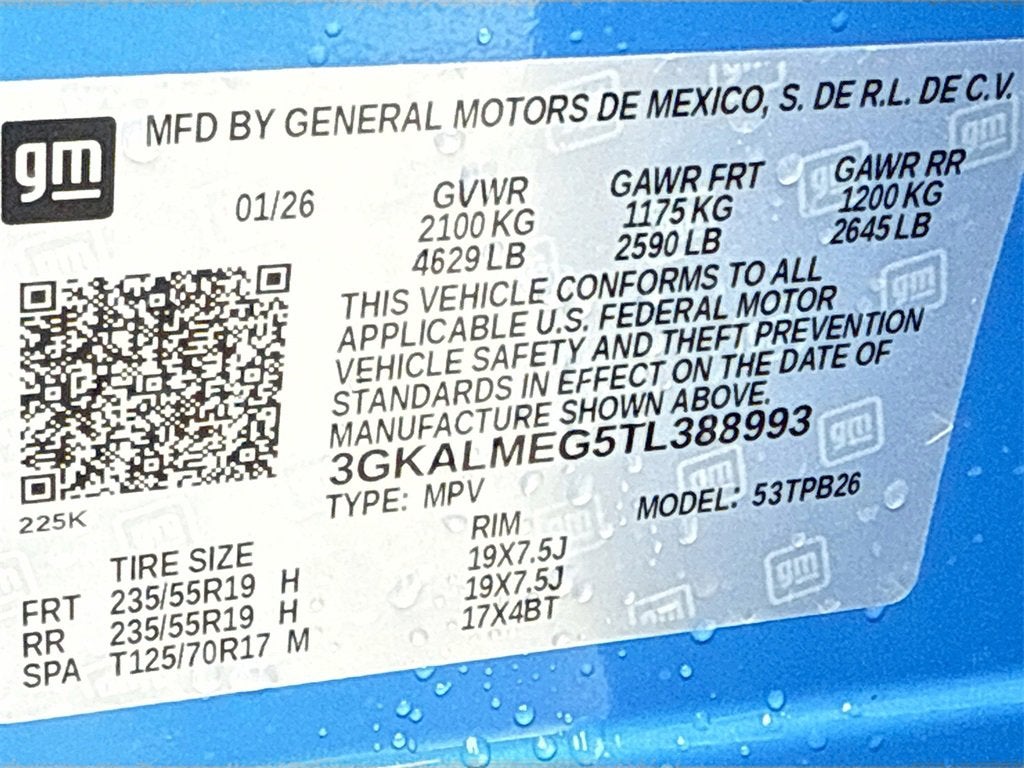 gm
MFD BY GENERAL MOTORS DE MEXICO, S. DE R.L. DE C.V.
01/26
GVWR GAWR FRT GAWR RR
2100 KG 1175 KG 1200 KG
4629 LB 2590 LB 2645 LB
THIS VEHICLE CONFORMS TO ALL
APPLICABLE U.S. FEDERAL MOTOR
VEHICLE SAFETY AND THEFT PREVENTION
STANDARDS IN EFFECT ON THE DATE OF
MANUFACTURE SHOWN ABOVE.
3GKALMEG5TL388993
TYPE: MPV MODEL: 53TPB26
225K
TIRE SIZE RIM
FRT 235/55R19 H 19X7.5J
RR 235/55R19 H 19X7.5J
SPA T125/70R17 M 17X4BT